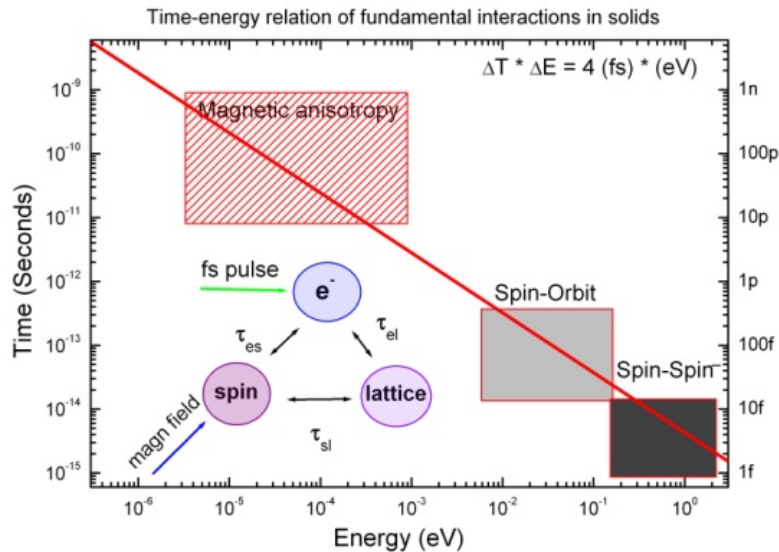 Time-energy relation of fundamental interactions in solids
ΔT * ΔE = 4 (fs) * (eV)
10⁻⁹
10⁻¹⁰
10⁻¹¹
10⁻¹²
10⁻¹³
10⁻¹⁴
10⁻¹⁵
Time (Seconds)
1n
100p
10p
1p
100f
10f
1f
Magnetic anisotropy
Spin-Orbit
Spin-Spin
fs pulse
e⁻
τes
τel
spin
lattice
τsl
magn field
10⁻⁶
10⁻⁵
10⁻⁴
10⁻³
10⁻²
10⁻¹
10⁰
Energy (eV)